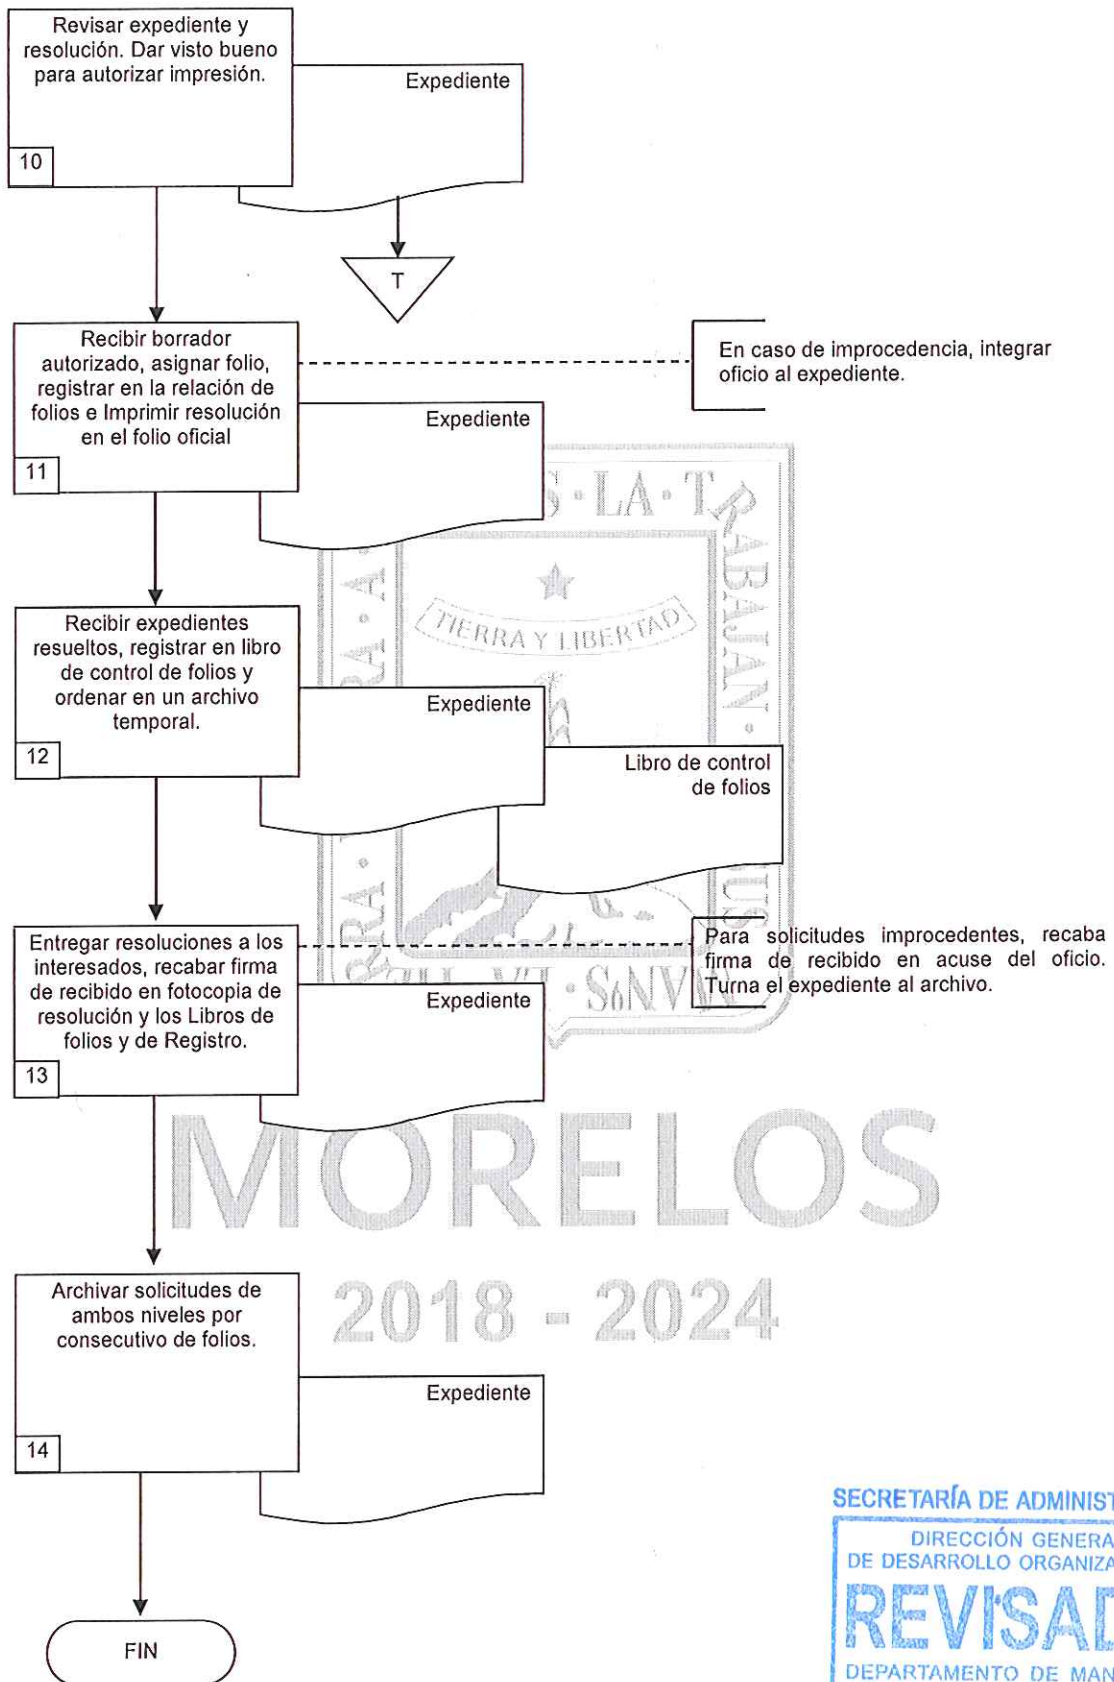 Revisar expediente y
resolución. Dar visto bueno
para autorizar impresión.
10
Expediente
T
Recibir borrador
autorizado, asignar folio,
registrar en la relación de
folios e Imprimir resolución
en el folio oficial
11
En caso de improcedencia, integrar
oficio al expediente.
Expediente
LA · TRABAJAN ·
TIERRA Y LIBERTAD
Recibir expedientes
resueltos, registrar en libro
de control de folios y
ordenar en un archivo
temporal.
12
Expediente
Libro de control
de folios
Entregar resoluciones a los
interesados, recabar firma
de recibido en fotocopia de
resolución y los Libros de
folios y de Registro.
13
Para solicitudes improcedentes, recaba
firma de recibido en acuse del oficio.
Turna el expediente al archivo.
Expediente
MORELOS
2018 - 2024
Archivar solicitudes de
ambos niveles por
consecutivo de folios.
14
Expediente
FIN
SECRETARÍA DE ADMINIST
DIRECCIÓN GENERA
DE DESARROLLO ORGANIZA
REVISAD
DEPARTAMENTO DE MAN